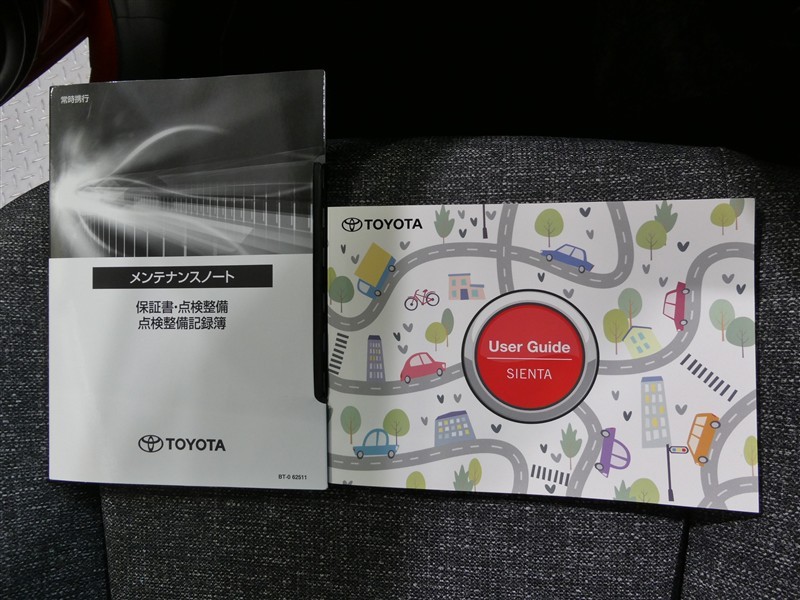 常時携行
メンテナンスノート
保証書・点検整備
点検整備記録簿
TOYOTA
BT-0 82511
TOYOTA
User Guide
SIENTA